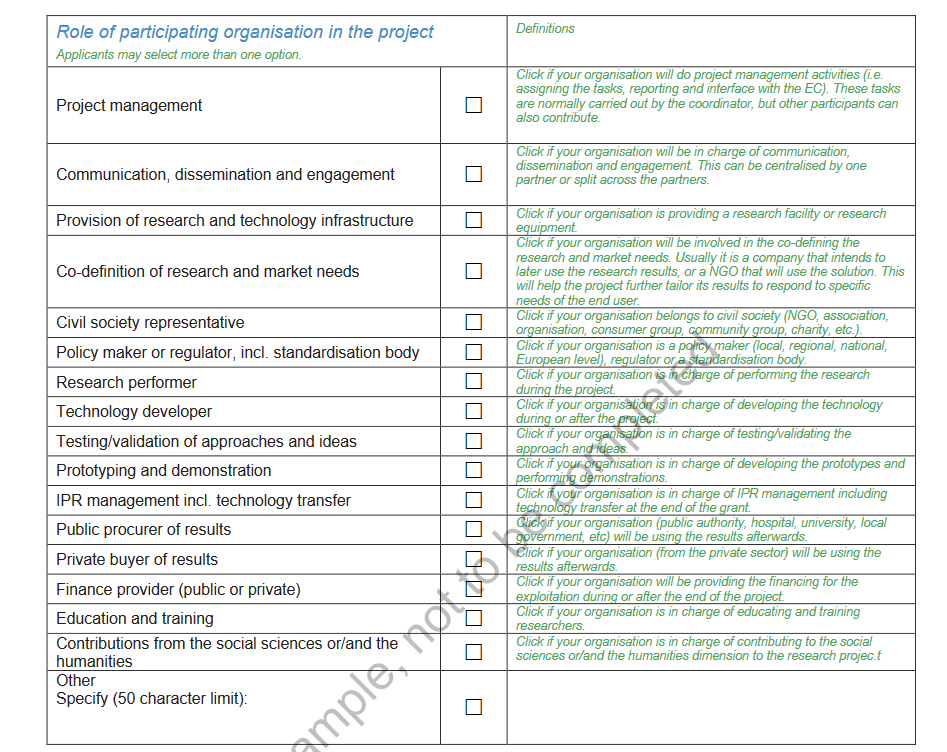 Role of participating organisation in the project
Applicants may select more than one option.
Definitions
Project management
Click if your organisation will do project management activities (i.e.
assigning the tasks, reporting and interface with the EC). These tasks
are normally carried out by the coordinator, but other participants can
also contribute.
Communication, dissemination and engagement
Click if your organisation will be in charge of communication,
dissemination and engagement. This can be centralised by one
partner or split across the partners.
Provision of research and technology infrastructure
Click if your organisation is providing a research facility or research
equipment.
Co-definition of research and market needs
Click if your organisation will be involved in the co-defining the
research and market needs. Usually it is a company that intends to
later use the research results, or a NGO that will use the solution. This
will help the project further tailor its results to respond to specific
needs of the end user.
Civil society representative
Click if your organisation belongs to civil society (NGO, association,
organisation, consumer group, community group, charity, etc.).
Policy maker or regulator, incl. standardisation body
Click if your organisation is a policy maker (local, regional, national,
European level), regulator or a standardisation body.
Research performer
Click if your organisation is in charge of performing the research
during the project.
Technology developer
Click if your organisation is in charge of developing the technology
during or after the project.
Testing/validation of approaches and ideas
Click if your organisation is in charge of testing/validating the
approach and ideas.
Prototyping and demonstration
Click if your organisation is in charge of developing the prototypes and
performing demonstrations.
IPR management incl. technology transfer
Click if your organisation is in charge of IPR management including
technology transfer at the end of the grant.
Public procurer of results
Click if your organisation (public authority, hospital, university, local
government, etc) will be using the results afterwards.
Private buyer of results
Click if your organisation (from the private sector) will be using the
results afterwards.
Finance provider (public or private)
Click if your organisation will be providing the financing for the
exploitation during or after the end of the project.
Education and training
Click if your organisation is in charge of educating and training
researchers.
Contributions from the social sciences or/and the
humanities
Click if your organisation is in charge of contributing to the social
sciences or/and the humanities dimension to the research projec.t
Other
Specify (50 character limit):
ample, not to be completed